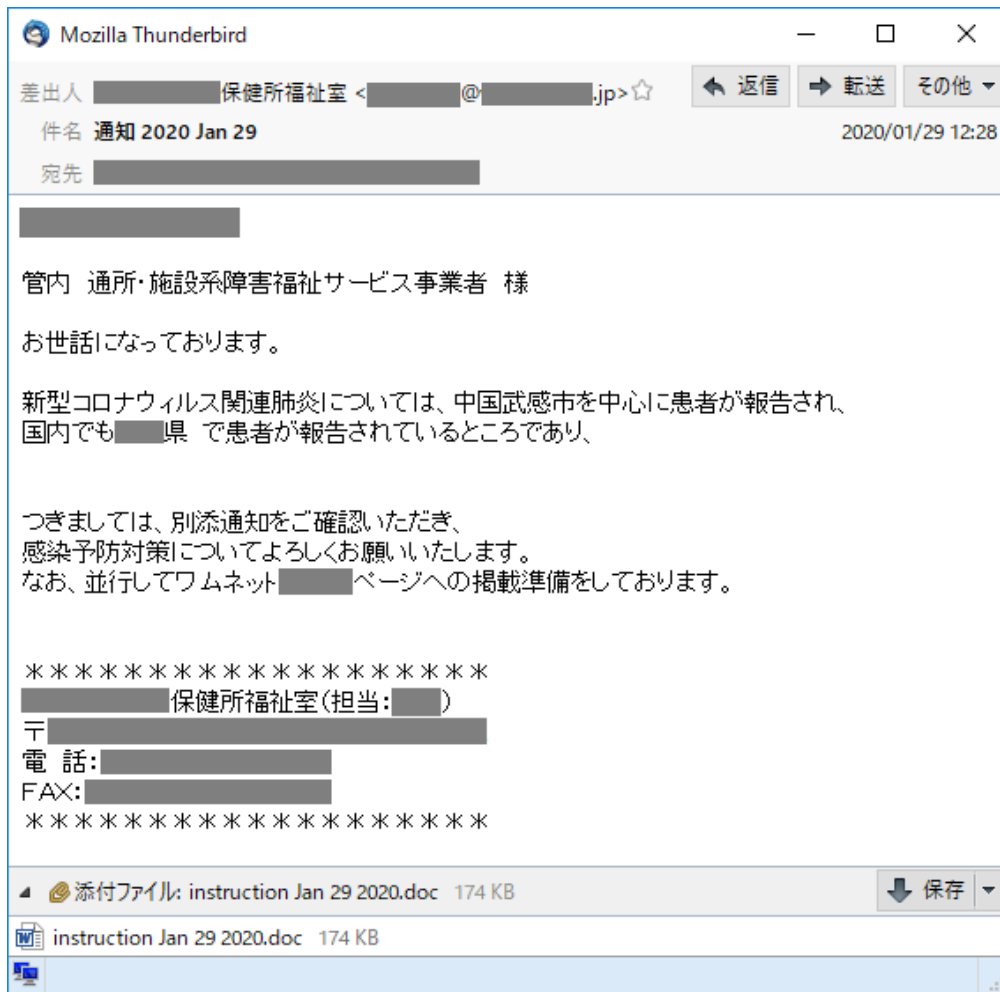 Mozilla Thunderbird
差出人 保健所福祉室 < @ .jp>☆ 返信 転送 その他
件名 通知 2020 Jan 29 2020/01/29 12:28
宛先
管内 通所・施設系障害福祉サービス事業者 様
お世話になっております。
新型コロナウィルス関連肺炎については、中国武感市を中心に患者が報告され、
国内でも 県 で患者が報告されているところであり、
つきましては、別添通知をご確認いただき、
感染予防対策についてよろしくお願いいたします。
なお、並行してワムネット ページへの掲載準備をしております。
*******************
保健所福祉室(担当: )
〒
電 話:
FAX:
*******************
添付ファイル: instruction Jan 29 2020.doc 174 KB 保存
instruction Jan 29 2020.doc 174 KB